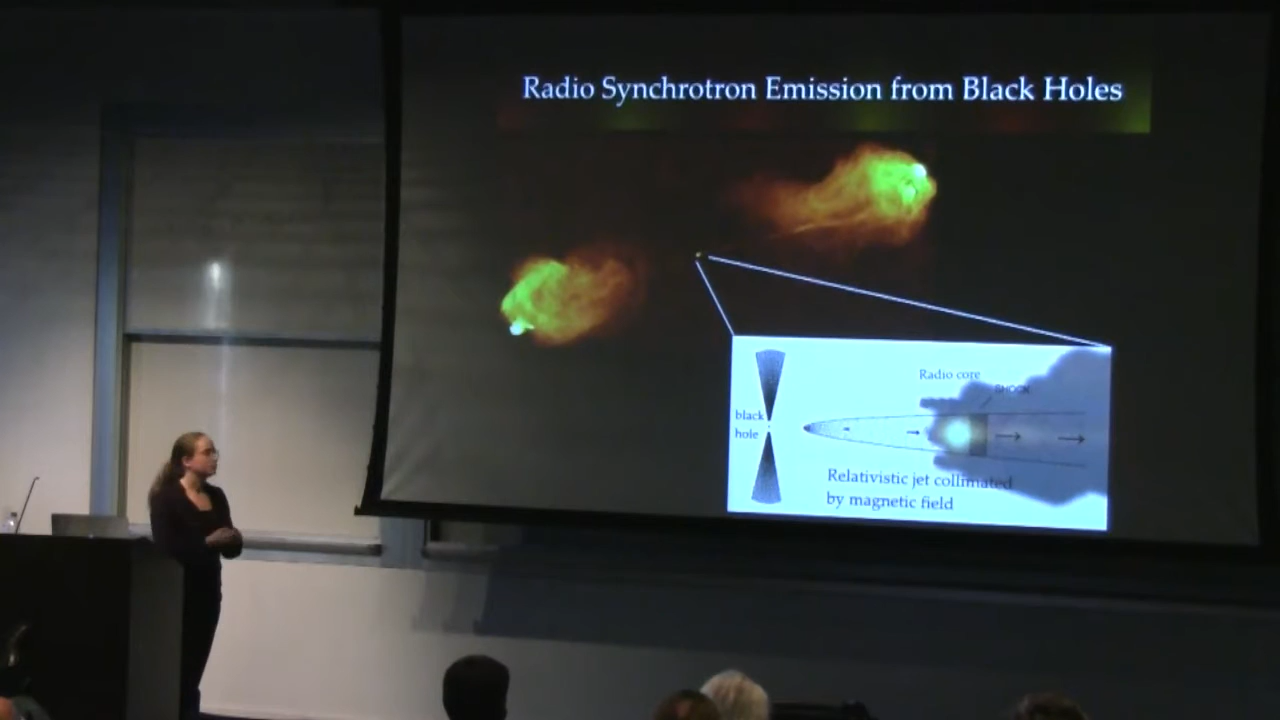 Radio Synchrotron Emission from Black Holes
Radio core
SHOCK
black
hole
Relativistic jet collimated
by magnetic field